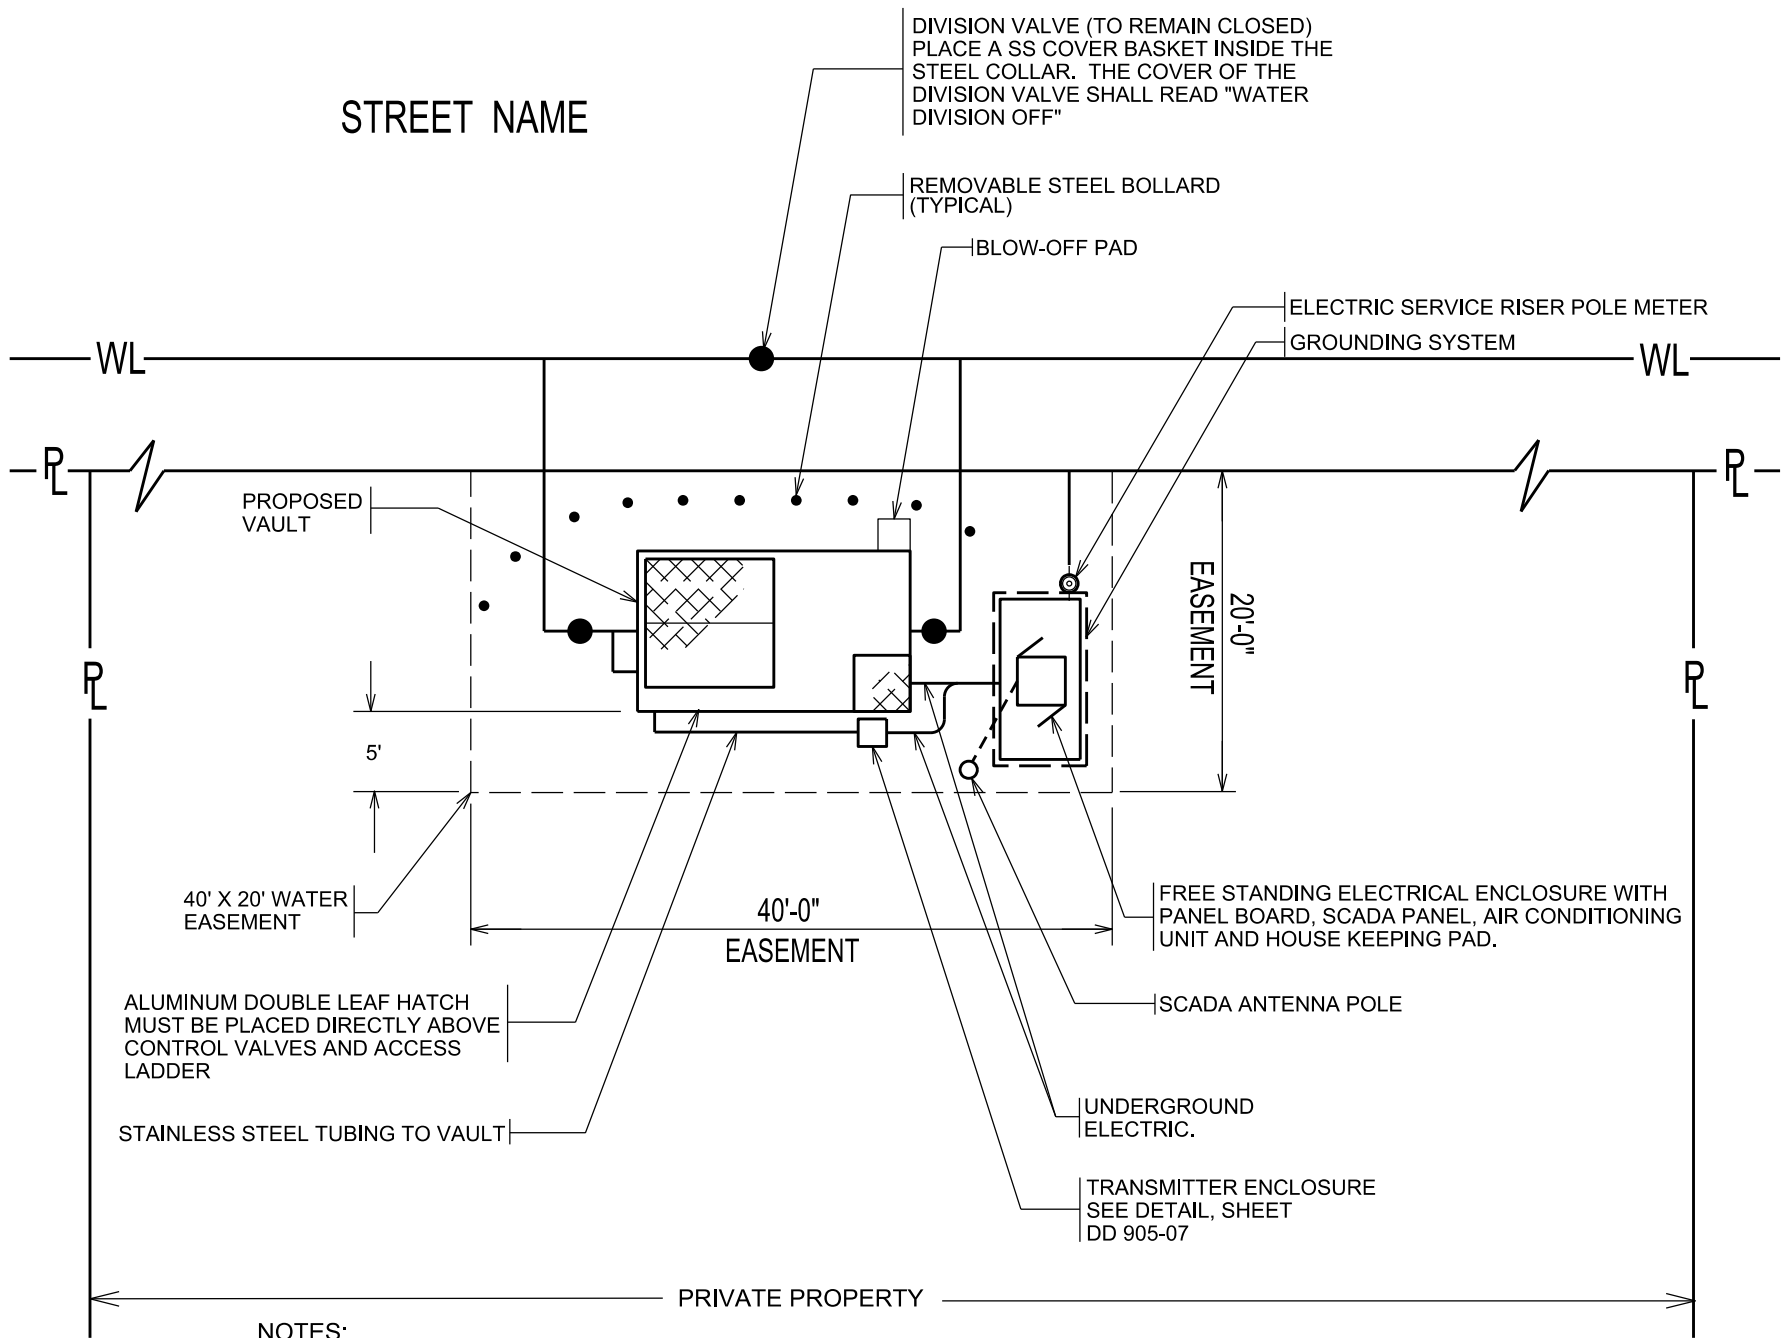 DIVISION VALVE (TO REMAIN CLOSED)
PLACE A SS COVER BASKET INSIDE THE
STEEL COLLAR.  THE COVER OF THE
DIVISION VALVE SHALL READ "WATER
DIVISION OFF"
STREET NAME
REMOVABLE STEEL BOLLARD
(TYPICAL)
BLOW-OFF PAD
ELECTRIC SERVICE RISER POLE METER
GROUNDING SYSTEM
WL
WL
PL
PL
PROPOSED
VAULT
20'-0"
EASEMENT
PL
PL
5'
40' X 20' WATER
EASEMENT
40'-0"
EASEMENT
FREE STANDING ELECTRICAL ENCLOSURE WITH
PANEL BOARD, SCADA PANEL, AIR CONDITIONING
UNIT AND HOUSE KEEPING PAD.
ALUMINUM DOUBLE LEAF HATCH
MUST BE PLACED DIRECTLY ABOVE
CONTROL VALVES AND ACCESS
LADDER
SCADA ANTENNA POLE
STAINLESS STEEL TUBING TO VAULT
UNDERGROUND
ELECTRIC.
TRANSMITTER ENCLOSURE
SEE DETAIL, SHEET
DD 905-07
PRIVATE PROPERTY
NOTES: